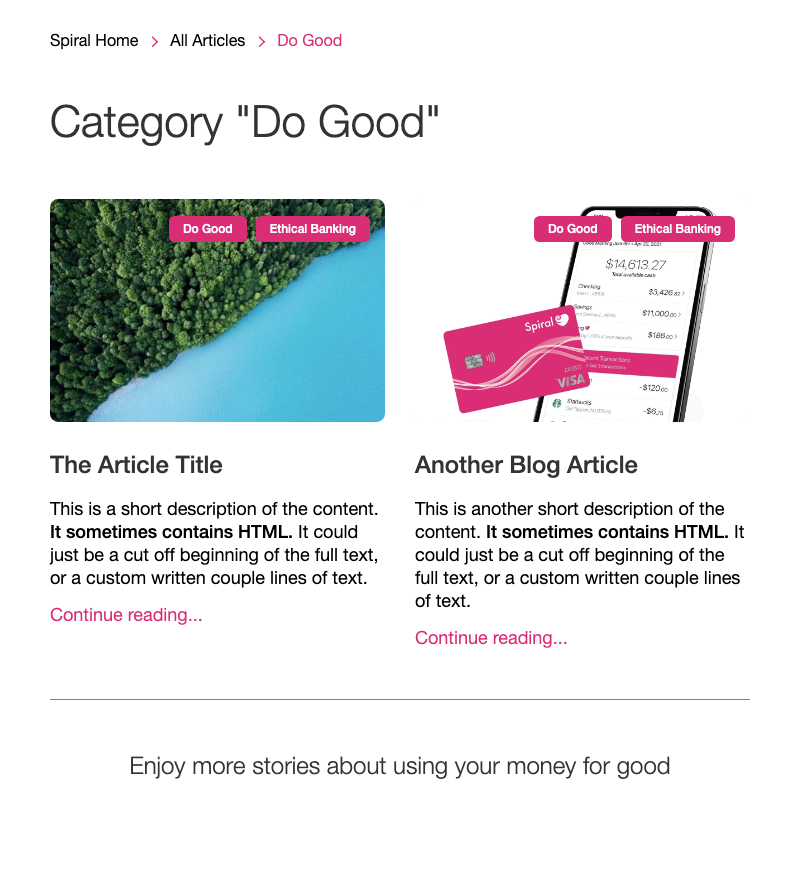 Spiral Home > All Articles > Do Good
Category "Do Good"
Do Good
Ethical Banking
Do Good
Ethical Banking
$14,613.27
Total available cash
Checking
$3,426.82 >
Savings
$11,000.00 >
$186.00 >
Recent Transactions
-$120.00
Starbucks
-$6.75
Spiral
DEBIT
VISA
The Article Title
This is a short description of the content.
It sometimes contains HTML. It could
just be a cut off beginning of the full text,
or a custom written couple lines of text.
Continue reading...
Another Blog Article
This is another short description of the
content. It sometimes contains HTML. It
could just be a cut off beginning of the
full text, or a custom written couple lines
of text.
Continue reading...
Enjoy more stories about using your money for good